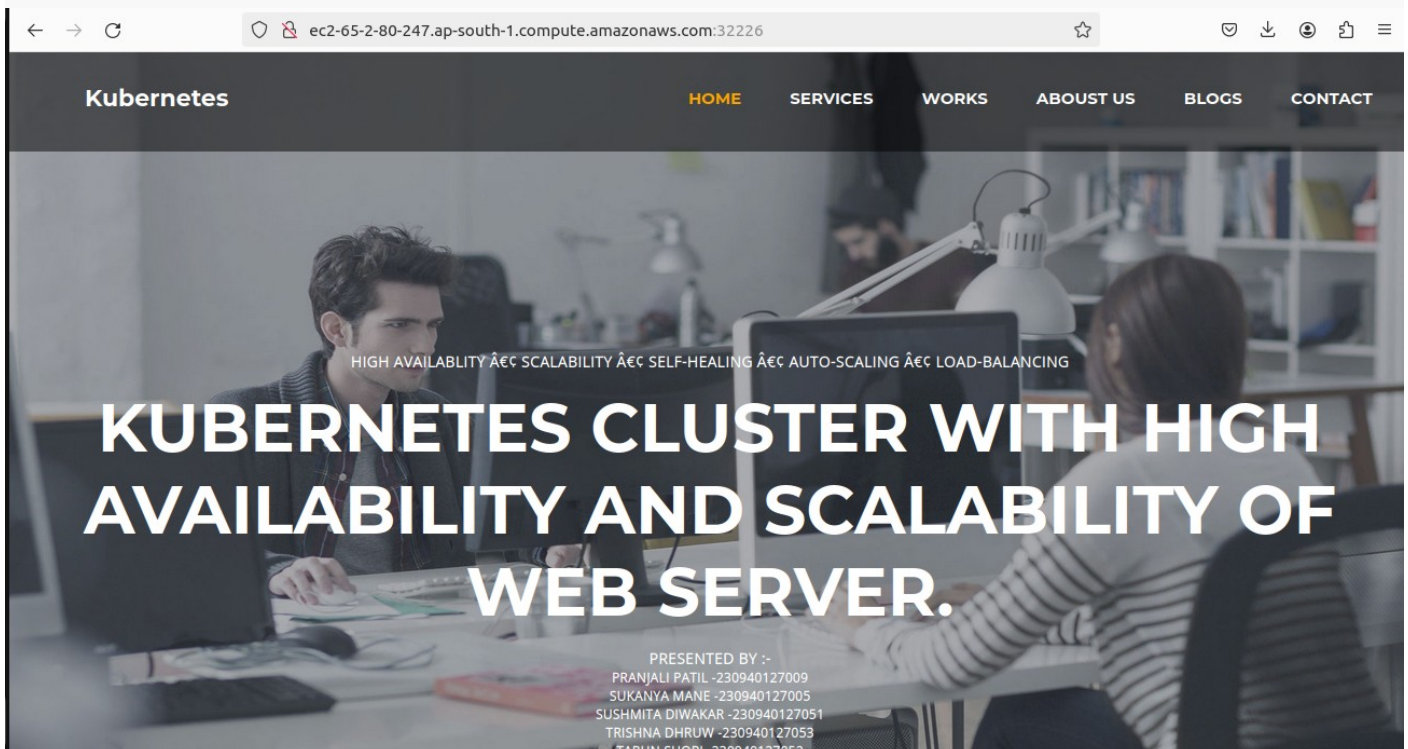 ec2-65-2-80-247.ap-south-1.compute.amazonaws.com:32226
Kubernetes
HOME SERVICES WORKS ABOUST US BLOGS CONTACT
HIGH AVAILABLITY Â€¢ SCALABILITY Â€¢ SELF-HEALING Â€¢ AUTO-SCALING Â€¢ LOAD-BALANCING
KUBERNETES CLUSTER WITH HIGH
AVAILABILITY AND SCALABILITY OF
WEB SERVER.
PRESENTED BY :-
PRANJALI PATIL -230940127009
SUKANYA MANE -230940127005
SUSHMITA DIWAKAR -230940127051
TRISHNA DHRUW -230940127053